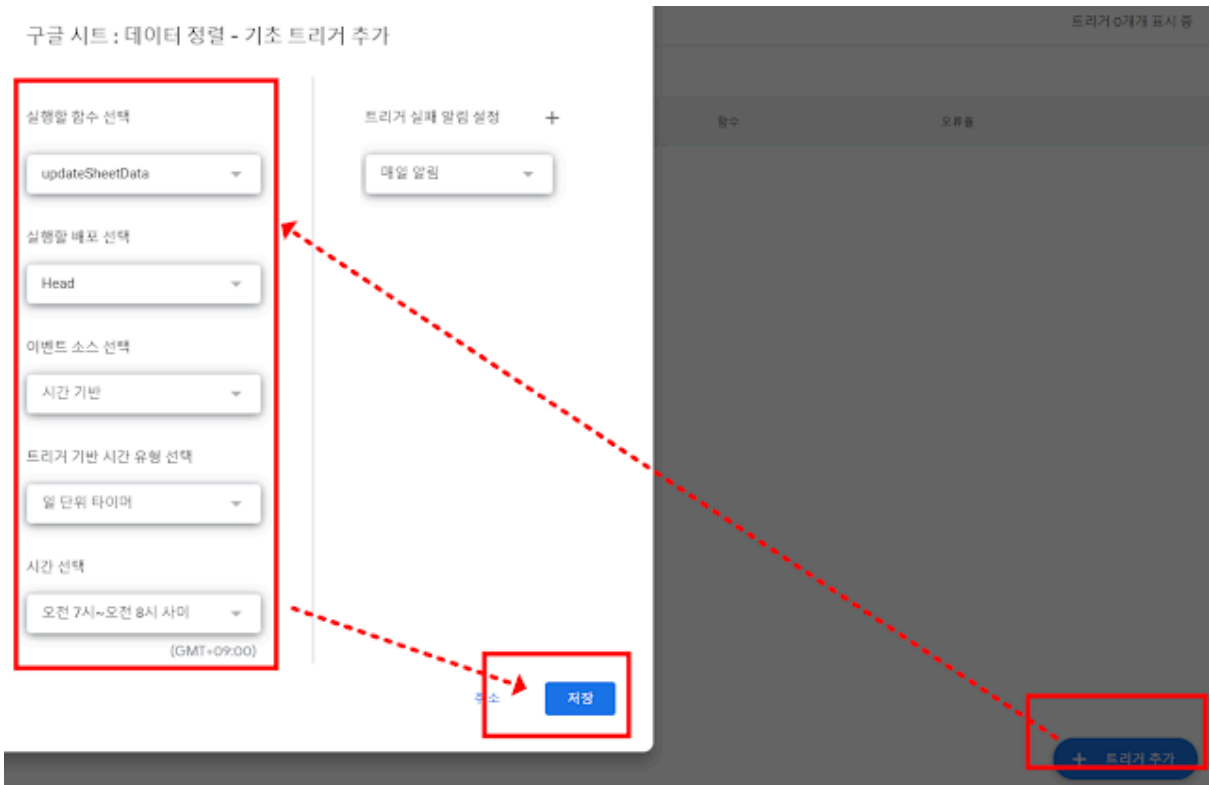 구글 시트 : 데이터 정렬 - 기초 트리거 추가
실행할 함수 선택
updateSheetData
실행할 배포 선택
Head
이벤트 소스 선택
시간 기반
트리거 기반 시간 유형 선택
일 단위 타이머
시간 선택
오전 7시~오전 8시 사이
(GMT+09:00)
트리거 실패 알림 설정 +
매일 알림
취소 저장
트리거 0개개 표시 중
함수 오류율
+ 트리거 추가